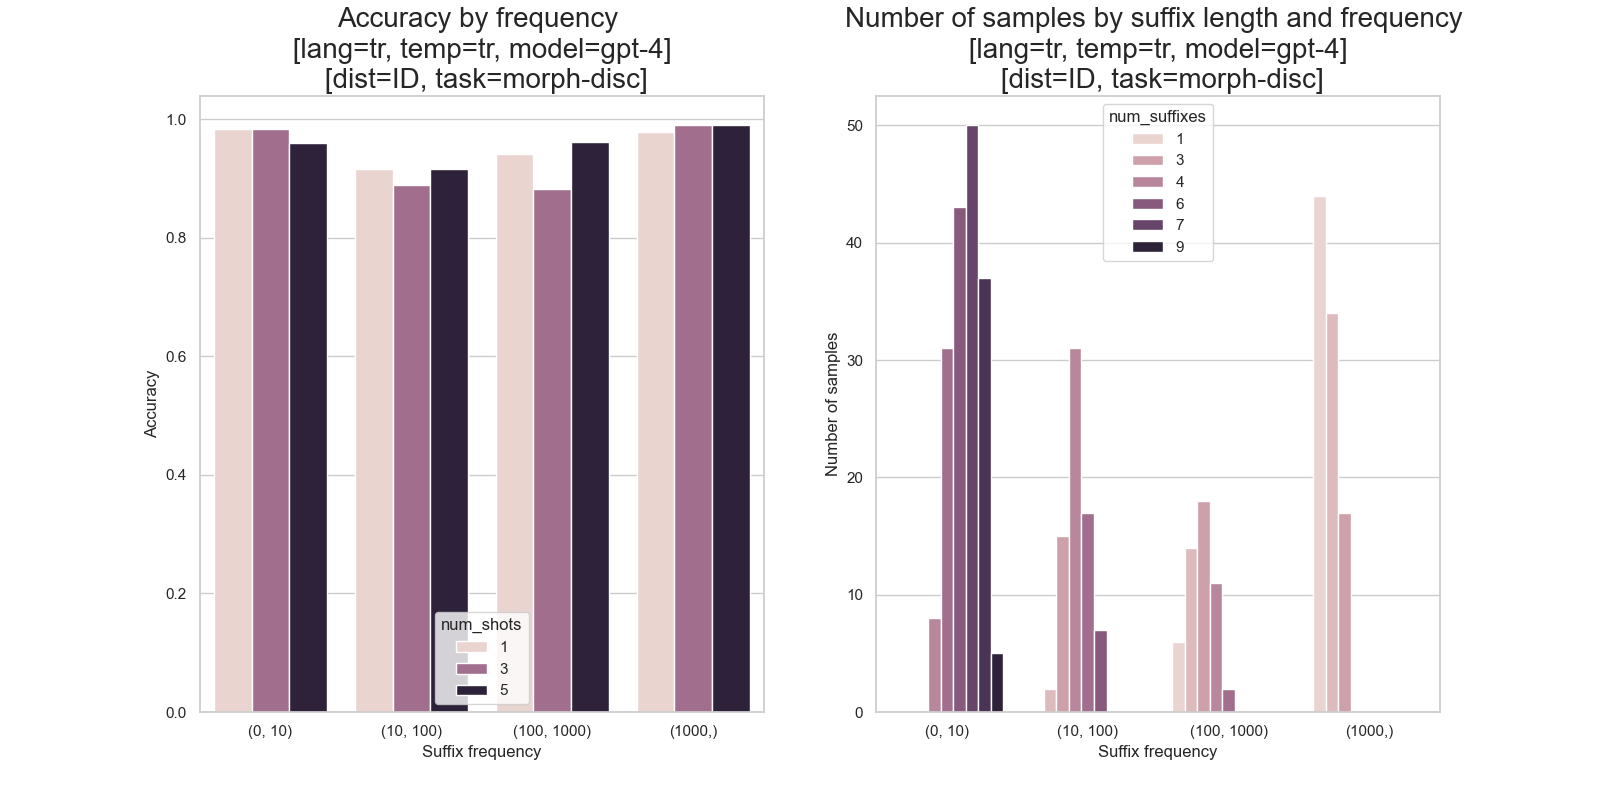 Accuracy by frequency
[lang=tr, temp=tr, model=gpt-4]
[dist=ID, task=morph-disc]
1.0
0.8
0.6
0.4
0.2
0.0
Accuracy
num_shots
1
3
5
(0, 10)
(10, 100)
(100, 1000)
(1000,)
Suffix frequency
Number of samples by suffix length and frequency
[lang=tr, temp=tr, model=gpt-4]
[dist=ID, task=morph-disc]
50
40
30
20
10
0
Number of samples
num_suffixes
1
3
4
6
7
9
(0, 10)
(10, 100)
(100, 1000)
(1000,)
Suffix frequency